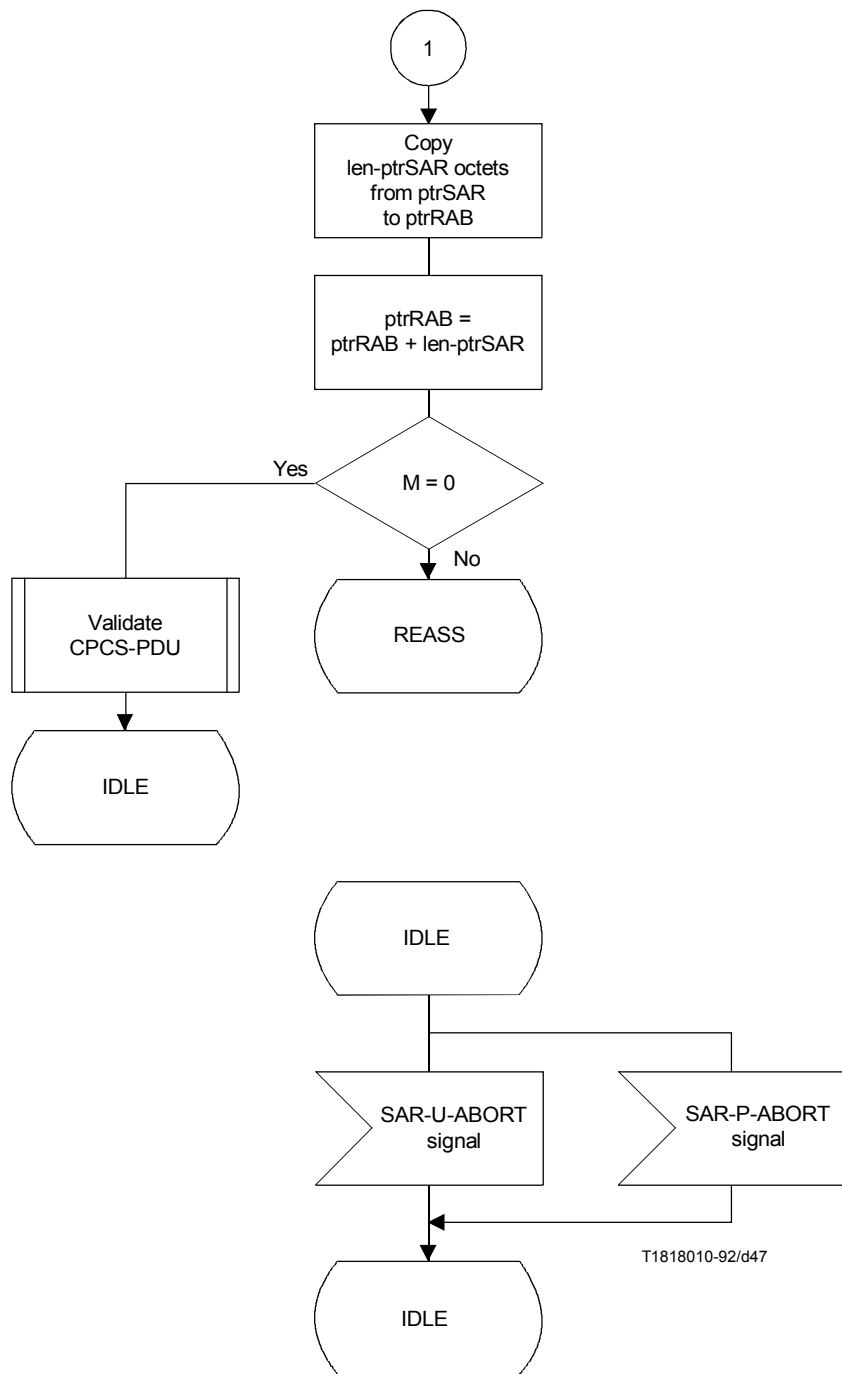 1
Copy
len-ptrSAR octets
from ptrSAR
to ptrRAB
ptrRAB =
ptrRAB + len-ptrSAR
M = 0
Yes
No
Validate
CPCS-PDU
REASS
IDLE
IDLE
SAR-U-ABORT
signal
SAR-P-ABORT
signal
T1818010-92/d47
IDLE